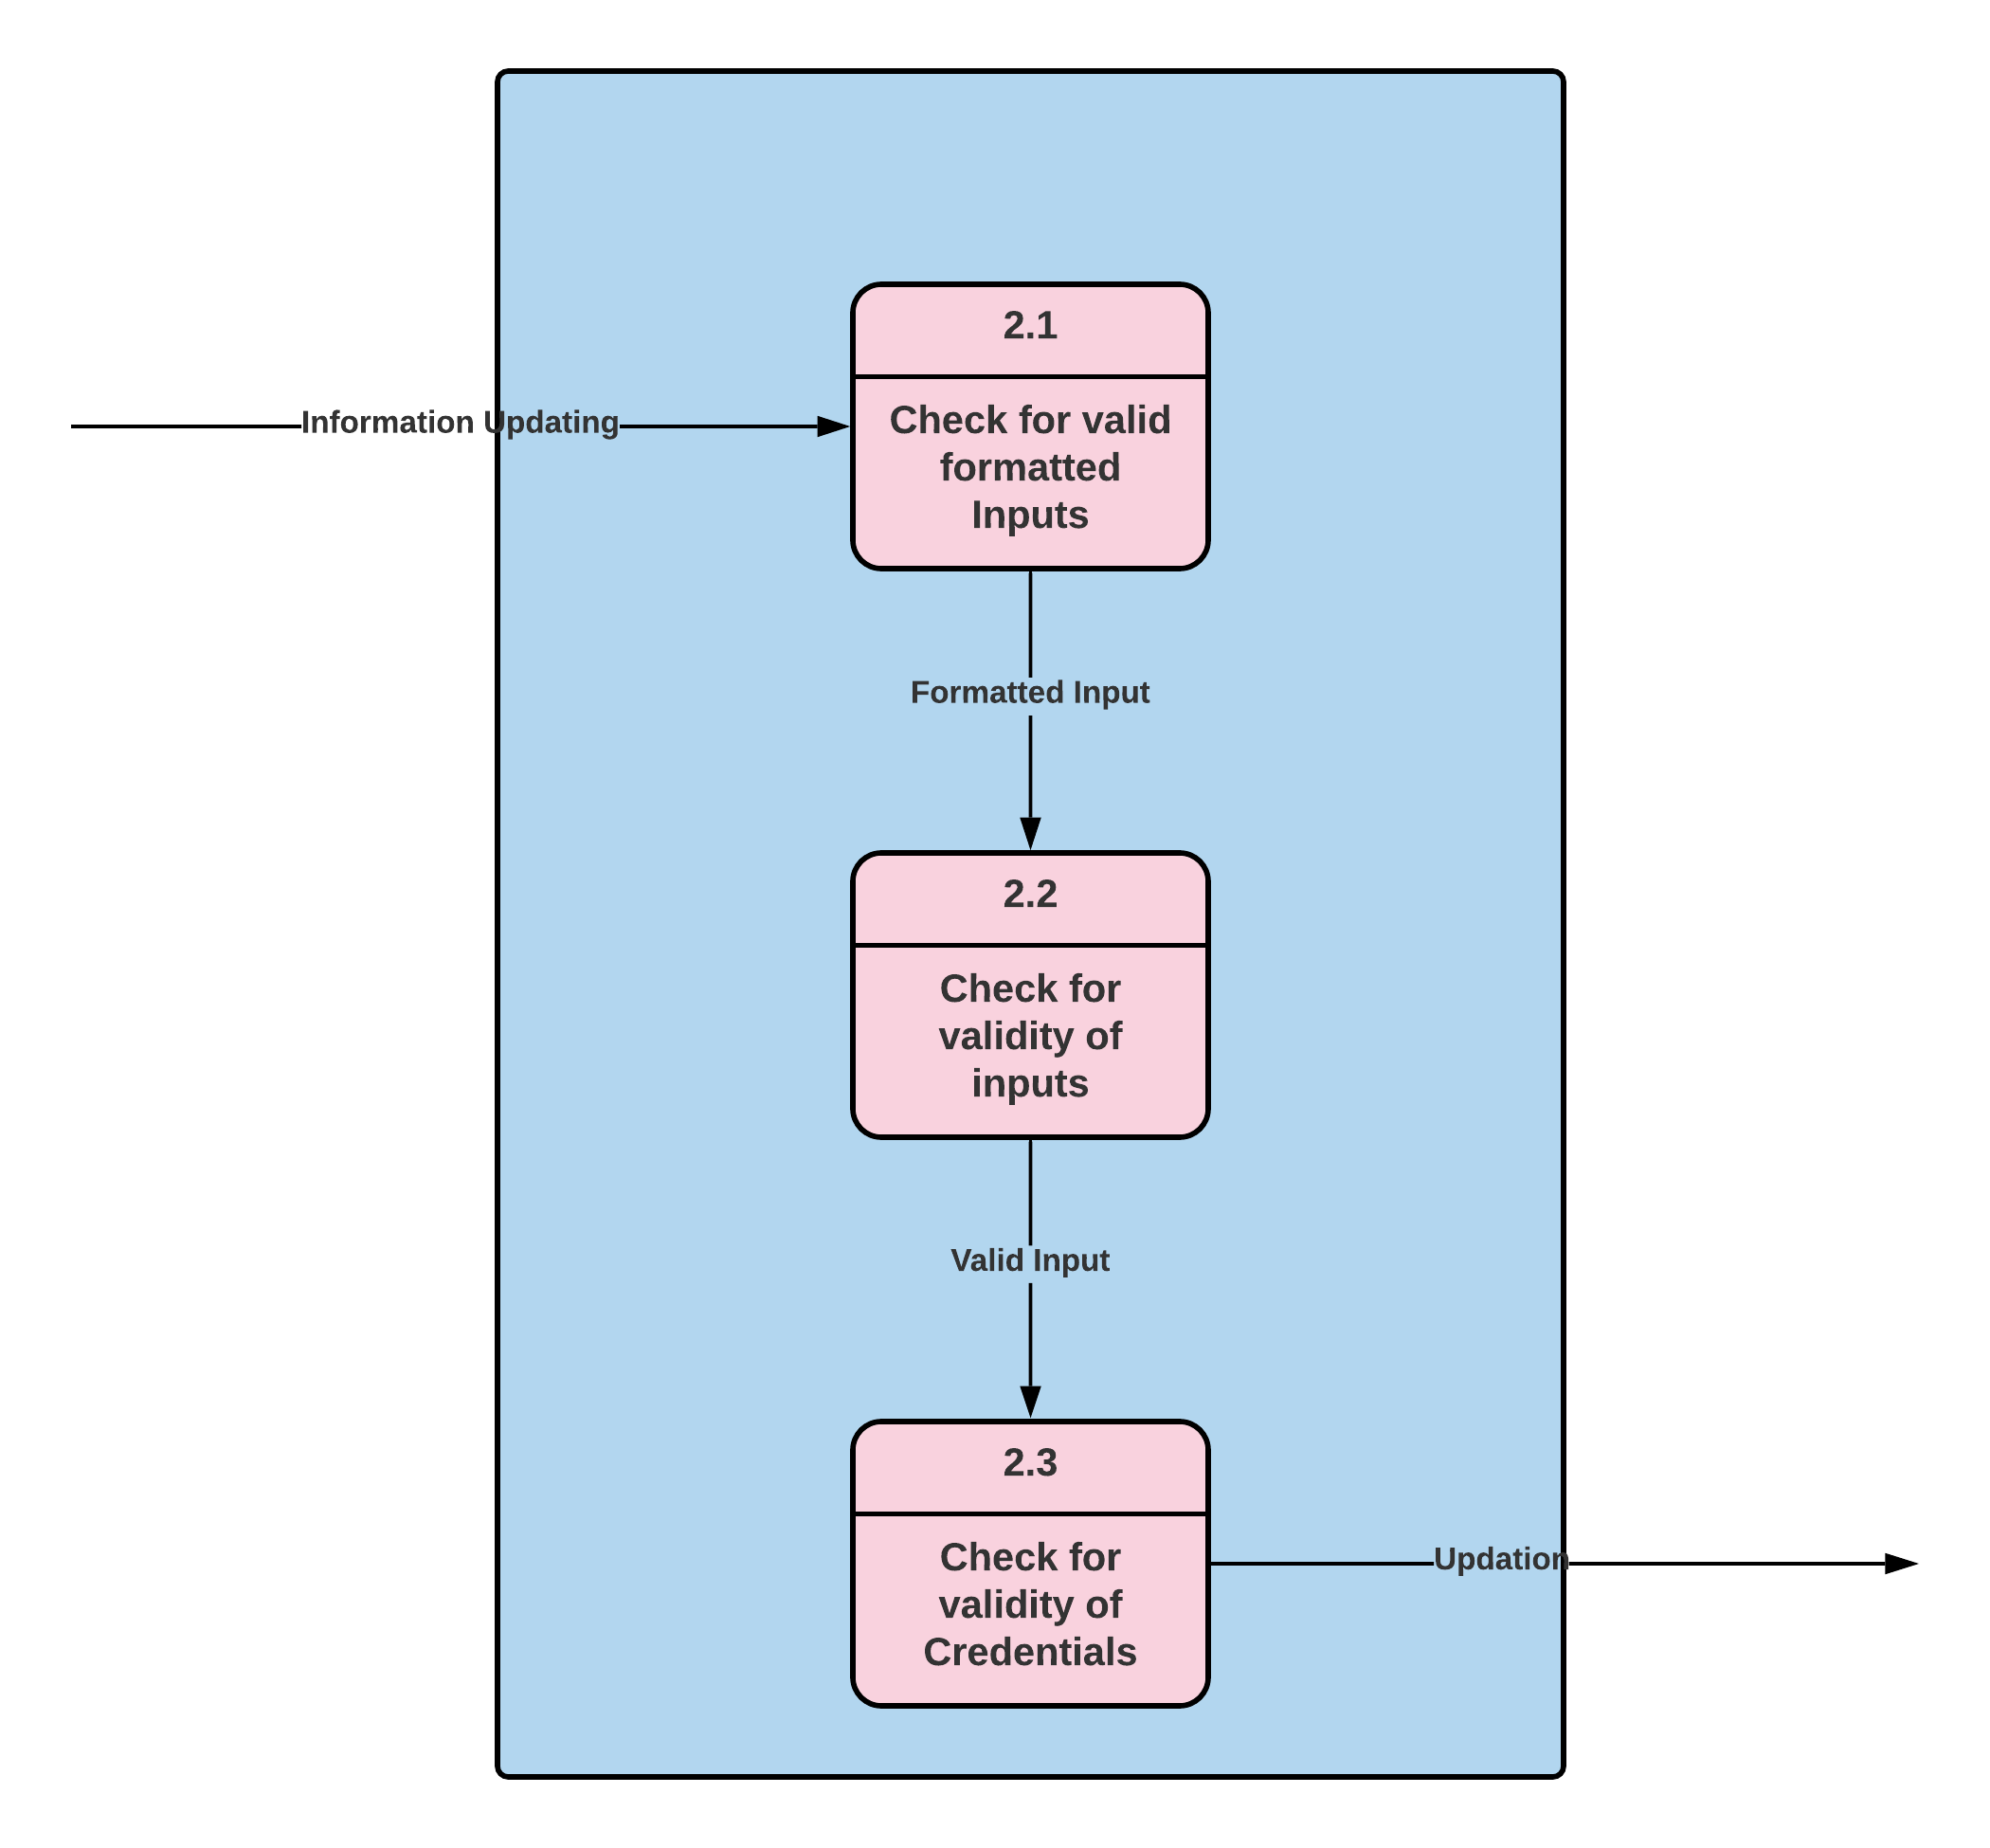 2.1
Information Updating
Check for valid
formatted
Inputs
Formatted Input
2.2
Check for
validity of
inputs
Valid Input
2.3
Check for
validity of
Credentials
Updation